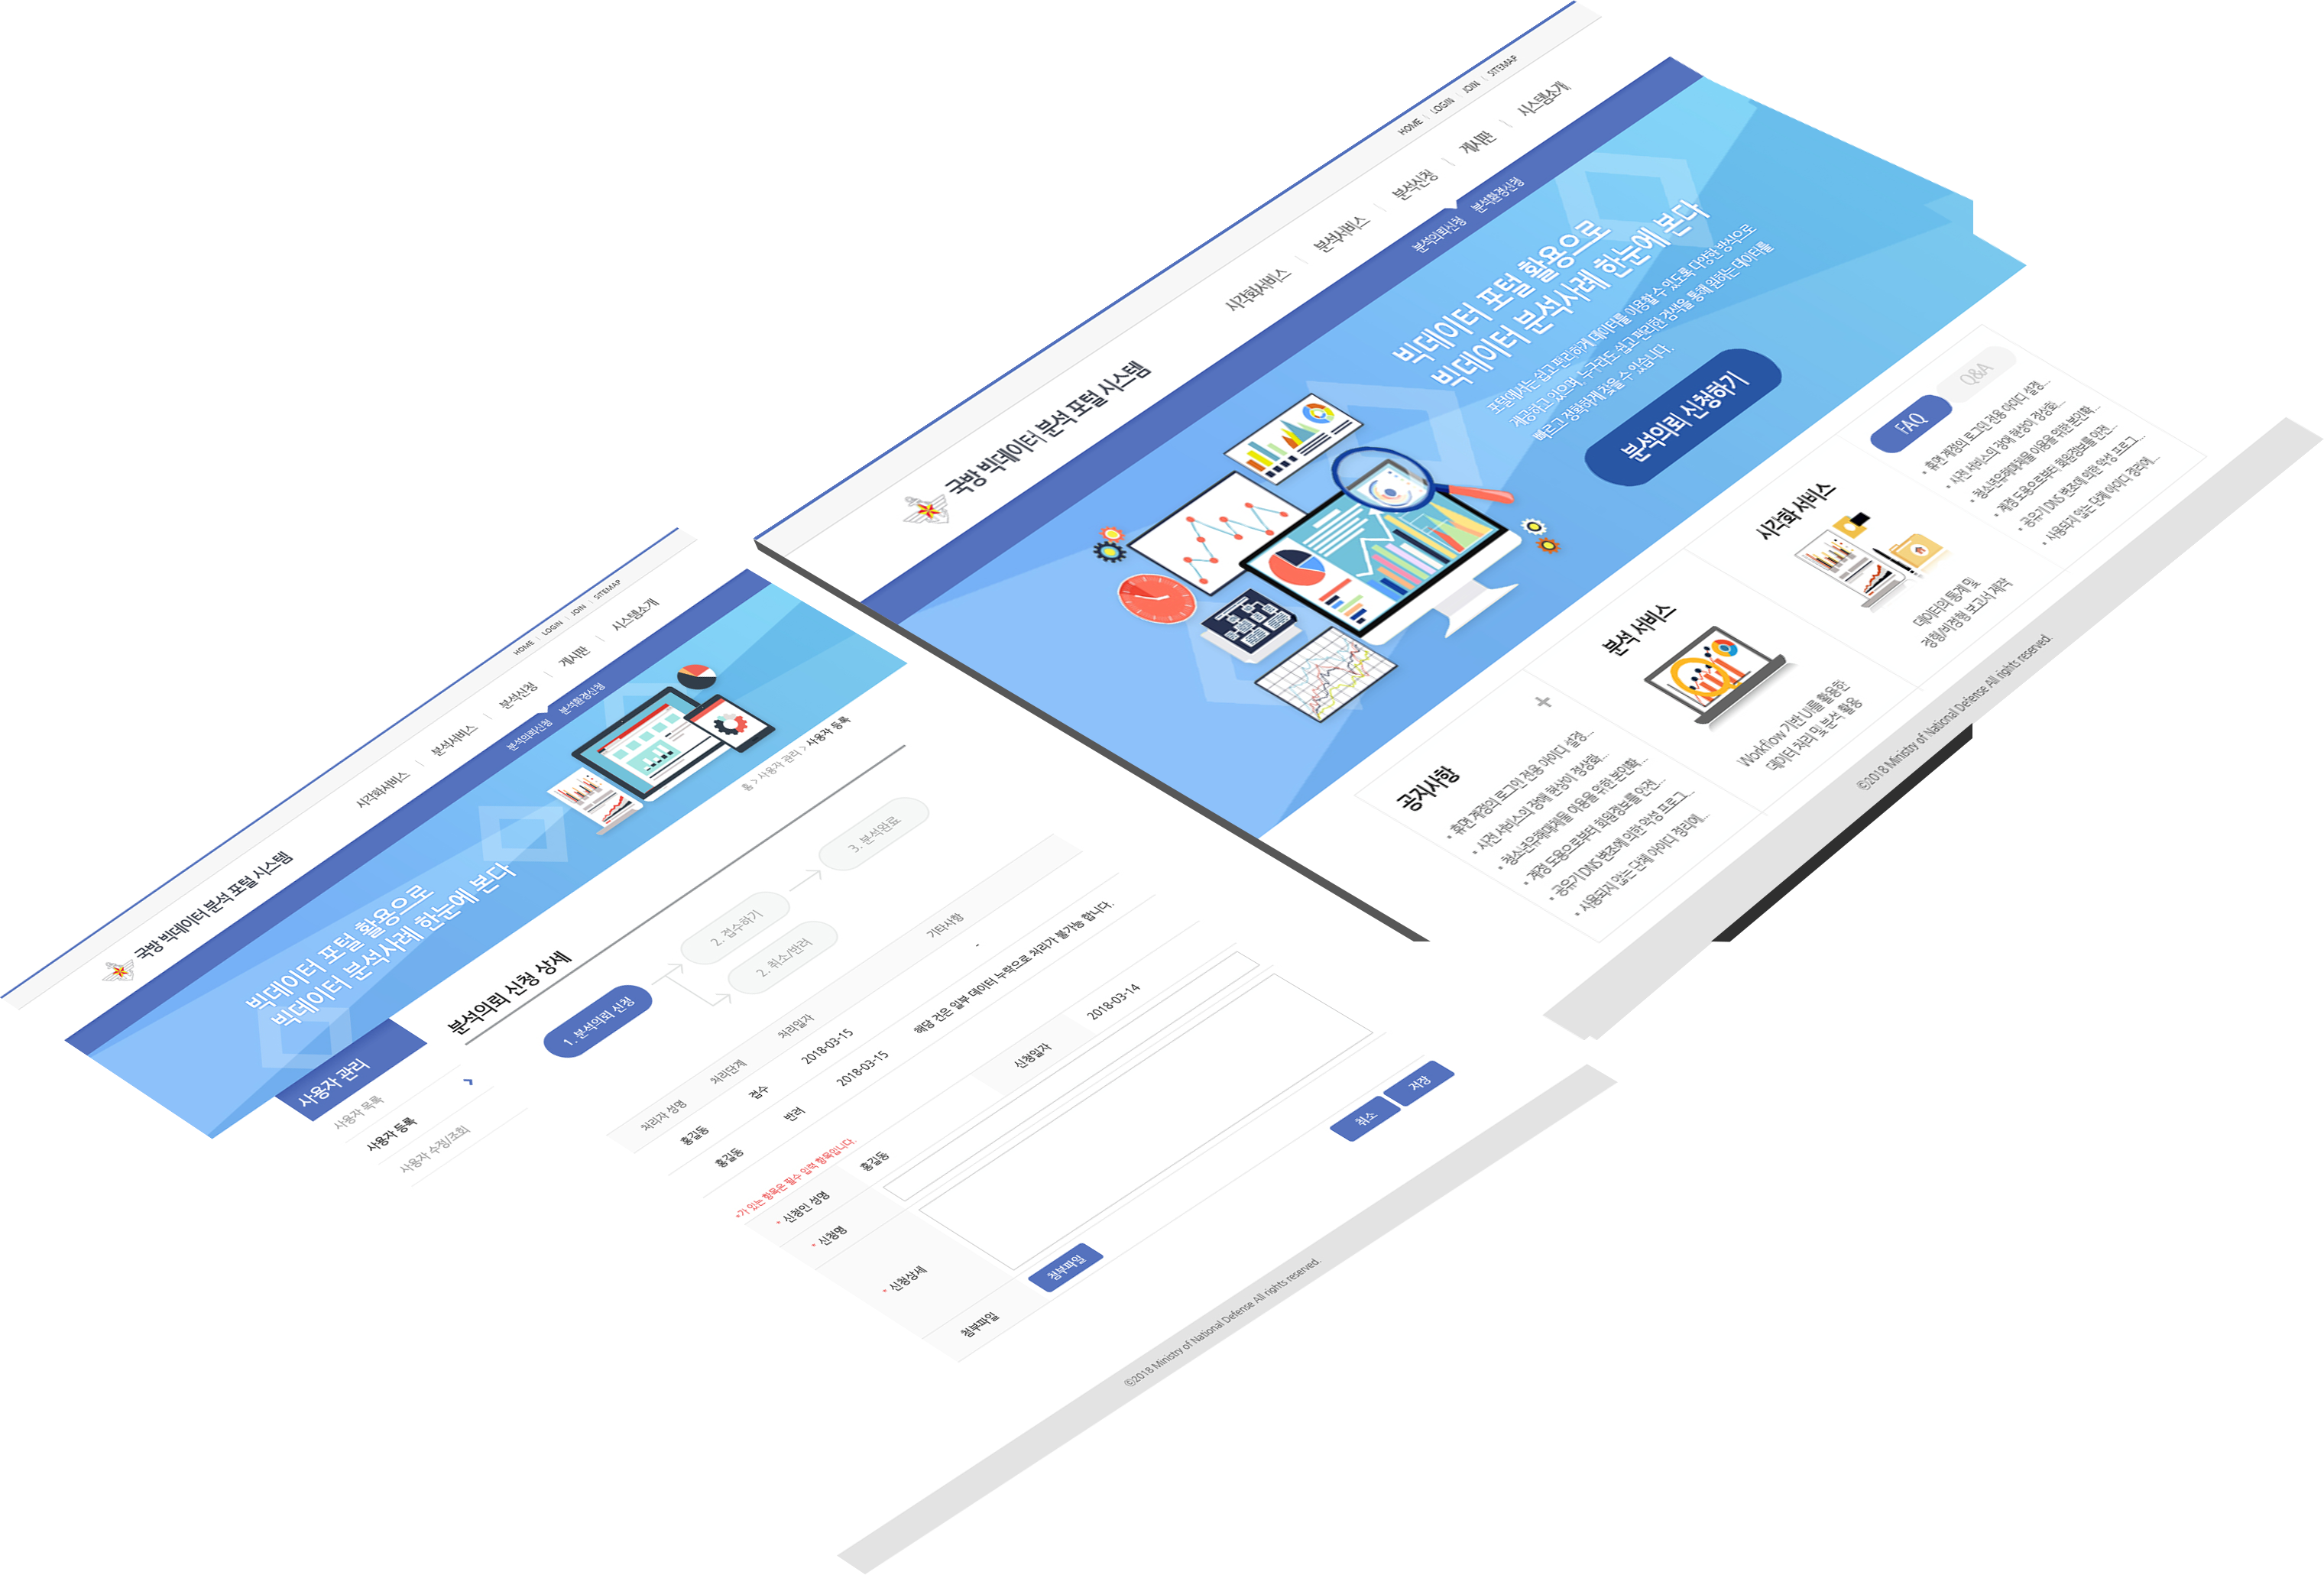 HOME | LOGIN | JOIN | SITEMAP
국방 빅데이터 분석 포털 시스템
시각화서비스 | 분석서비스 | 분석신청 | 게시판 | 시스템소개
분석의뢰신청 분석환경신청
빅데이터 포털 활용으로
빅데이터 분석사례 한눈에 본다
포털에서는 쉽고 편리하게 데이터를 이용할 수 있도록 다양한 방식으로
제공하고 있으며, 누구라도 쉽고 편리한 검색을 통해 원하는 데이터를
빠르고 정확하게 찾을 수 있습니다.
분석의뢰 신청하기
공지사항
• 휴면 계정의 로그인 전용 아이디 설정...
• 사전 서비스의 장애 현상이 정상화...
• 청소년유해매체물 이용을 위한 본인확...
• 계정 도용으로부터 회원정보를 안전...
• 공유기 DNS 변조에 의한 악성 프로그...
• 사용되지 않는 단체 아이디 정리에...
분석 서비스
Workflow 기반 UI를 활용한
데이터 처리 및 분석 활용
시각화 서비스
데이터의 통계 및
정형/비정형 보고서 제작
FAQ
Q&A
• 휴면 계정의 로그인 전용 아이디 설정...
• 사전 서비스의 장애 현상이 정상화...
• 청소년유해매체물 이용을 위한 본인확...
• 계정 도용으로부터 회원정보를 안전...
• 공유기 DNS 변조에 의한 악성 프로그...
• 사용되지 않는 단체 아이디 정리에...
©2018 Ministry of National Defense All rights reserved.
HOME | LOGIN | JOIN | SITEMAP
국방 빅데이터 분석 포털 시스템
시각화서비스 | 분석서비스 | 분석신청 | 게시판 | 시스템소개
분석의뢰신청 분석환경신청
빅데이터 포털 활용으로
빅데이터 분석사례 한눈에 본다
사용자 관리
사용자 목록
사용자 등록
사용자 수정/조회
홈 > 사용자 관리 > 사용자 등록
분석의뢰 신청 상세
1. 분석의뢰 신청
2. 접수하기
2. 취소/반려
3. 분석완료
처리자 성명 처리단계 처리일자 기타사항
홍길동 접수 2018-03-15 -
홍길동 반려 2018-03-15 해당 건은 일부 데이터 누락으로 처리가 불가능 합니다.
*가 있는 항목은 필수 입력 항목입니다.
* 신청인 성명 홍길동 신청일자 2018-03-14
* 신청명
* 신청상세
첨부파일 첨부파일
취소 저장
©2018 Ministry of National Defense All rights reserved.